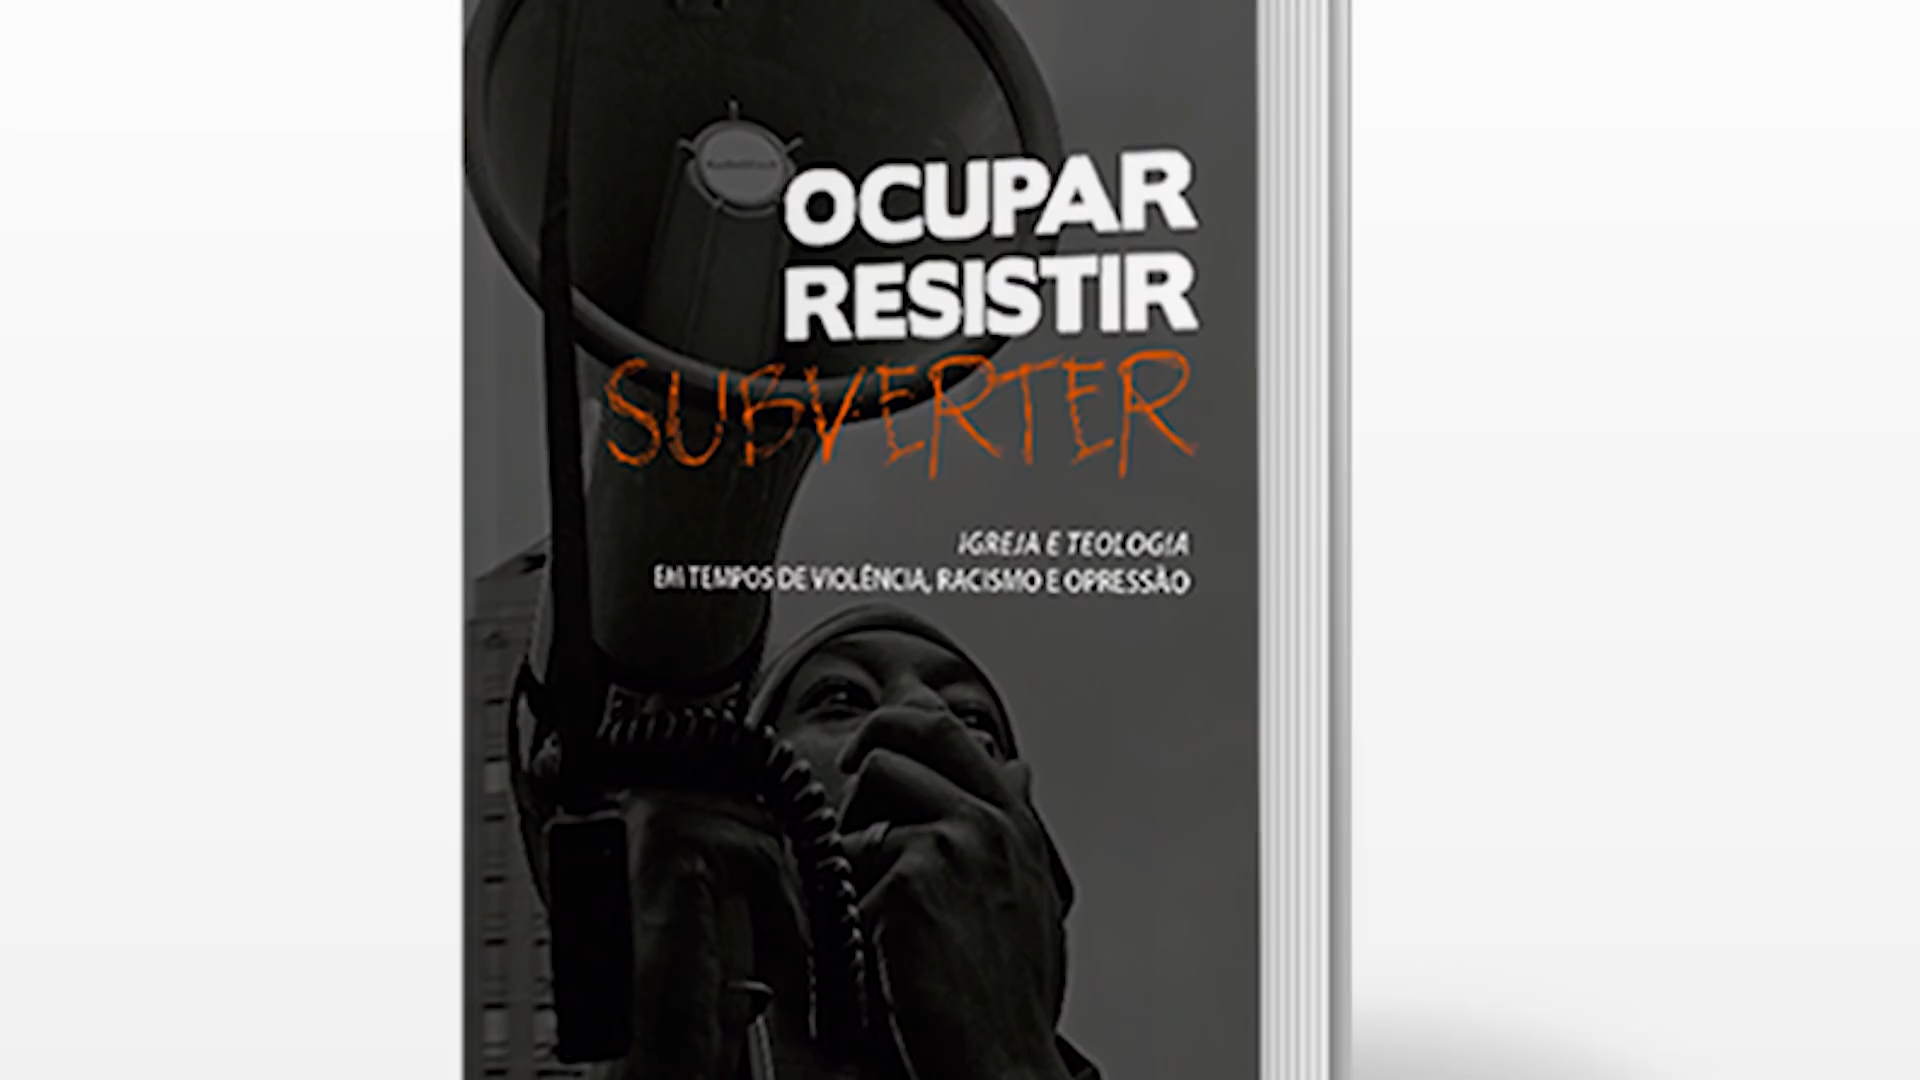 OCUPAR
RESISTIR
SUBVERTER
IGREJA E TEOLOGIA
EM TEMPOS DE VIOLÊNCIA, RACISMO E OPRESSÃO